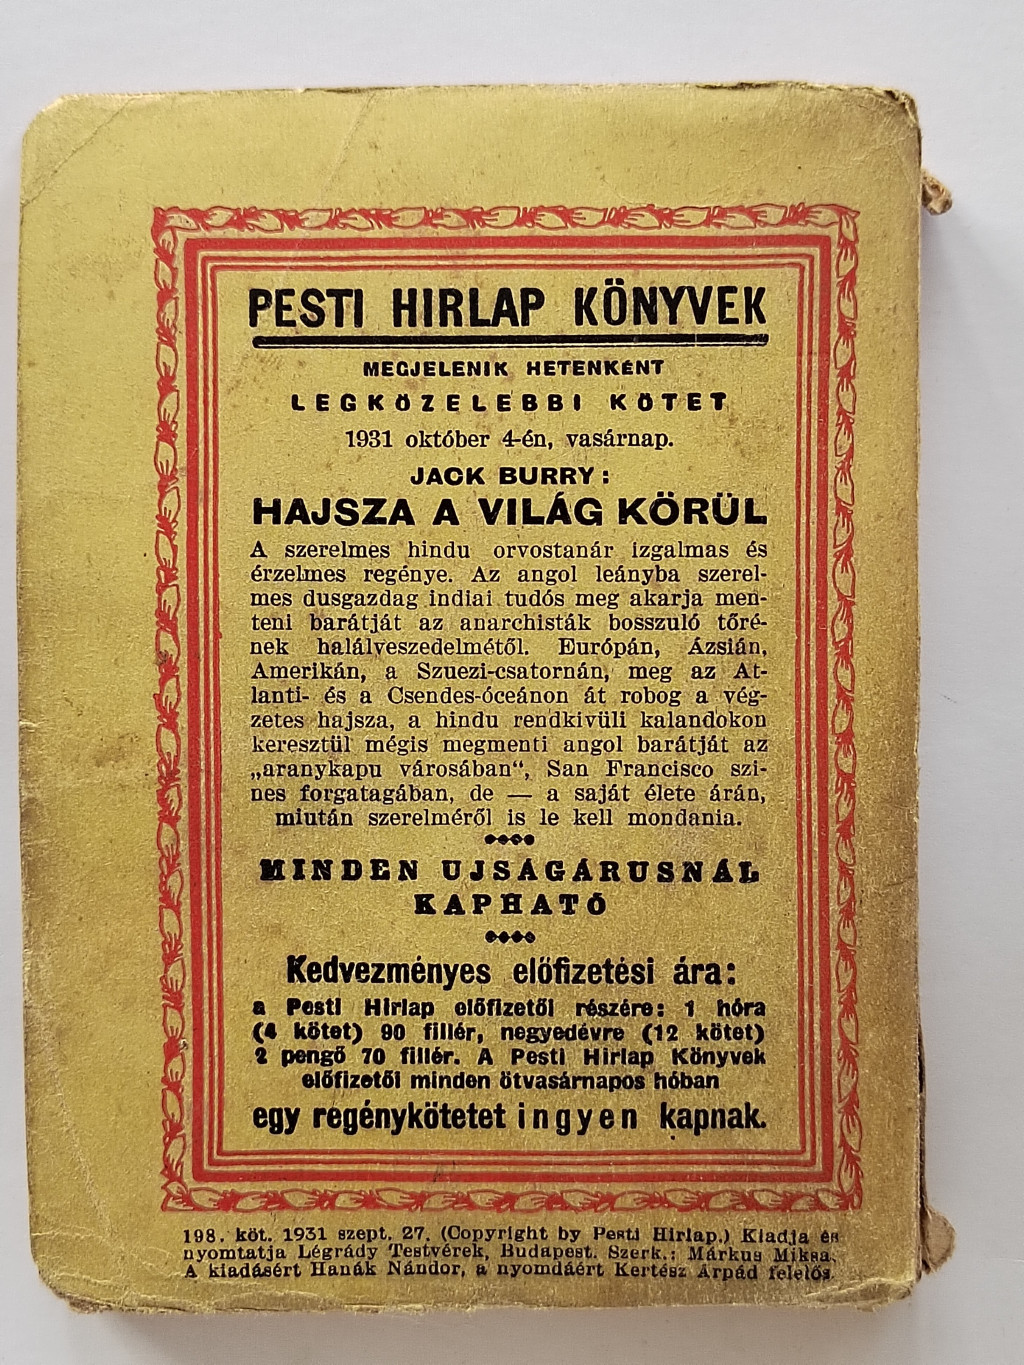 PESTI HIRLAP KÖNYVEK
MEGJELENIK HETENKÉNT
LEGKÖZELEBBI KÖTET
1931 október 4-én, vasárnap.
JACK BURRY:
HAJSZA A VILÁG KÖRÜL
A szerelmes hindu orvostanár izgalmas és
érzelmes regénye. Az angol leányba szerel-
mes dusgazdag indiai tudós meg akarja men-
teni barátját az anarchisták bosszuló tőré-
nek halálveszedelmétől. Európán, Ázsián,
Amerikán, a Szuezi-csatornán, meg az At-
lanti- és a Csendes-óceánon át robog a vég-
zetes hajsza, a hindu rendkivüli kalandokon
keresztül mégis megmenti angol barátját az
„aranykapu városában“, San Francisco szi-
nes forgatagában, de — a saját élete árán,
miután szerelméről is le kell mondania.
MINDEN UJSÁGÁRUSNÁL
KAPHATÓ
Kedvezményes előfizetési ára:
a Pesti Hirlap előfizetői részére: 1 hóra
(4 kötet) 90 fillér, negyedévre (12 kötet)
2 pengő 70 fillér. A Pesti Hirlap Könyvek
előfizetői minden ötvasárnapos hóban
egy regénykötetet ingyen kapnak.
198. köt. 1931 szept. 27. (Copyright by Pesti Hirlap.) Kiadja és
nyomtatja Légrády Testvérek, Budapest. Szerk.: Márkus Miksa.
A kiadásért Hanák Nándor, a nyomdáért Kertész Árpád felelős.